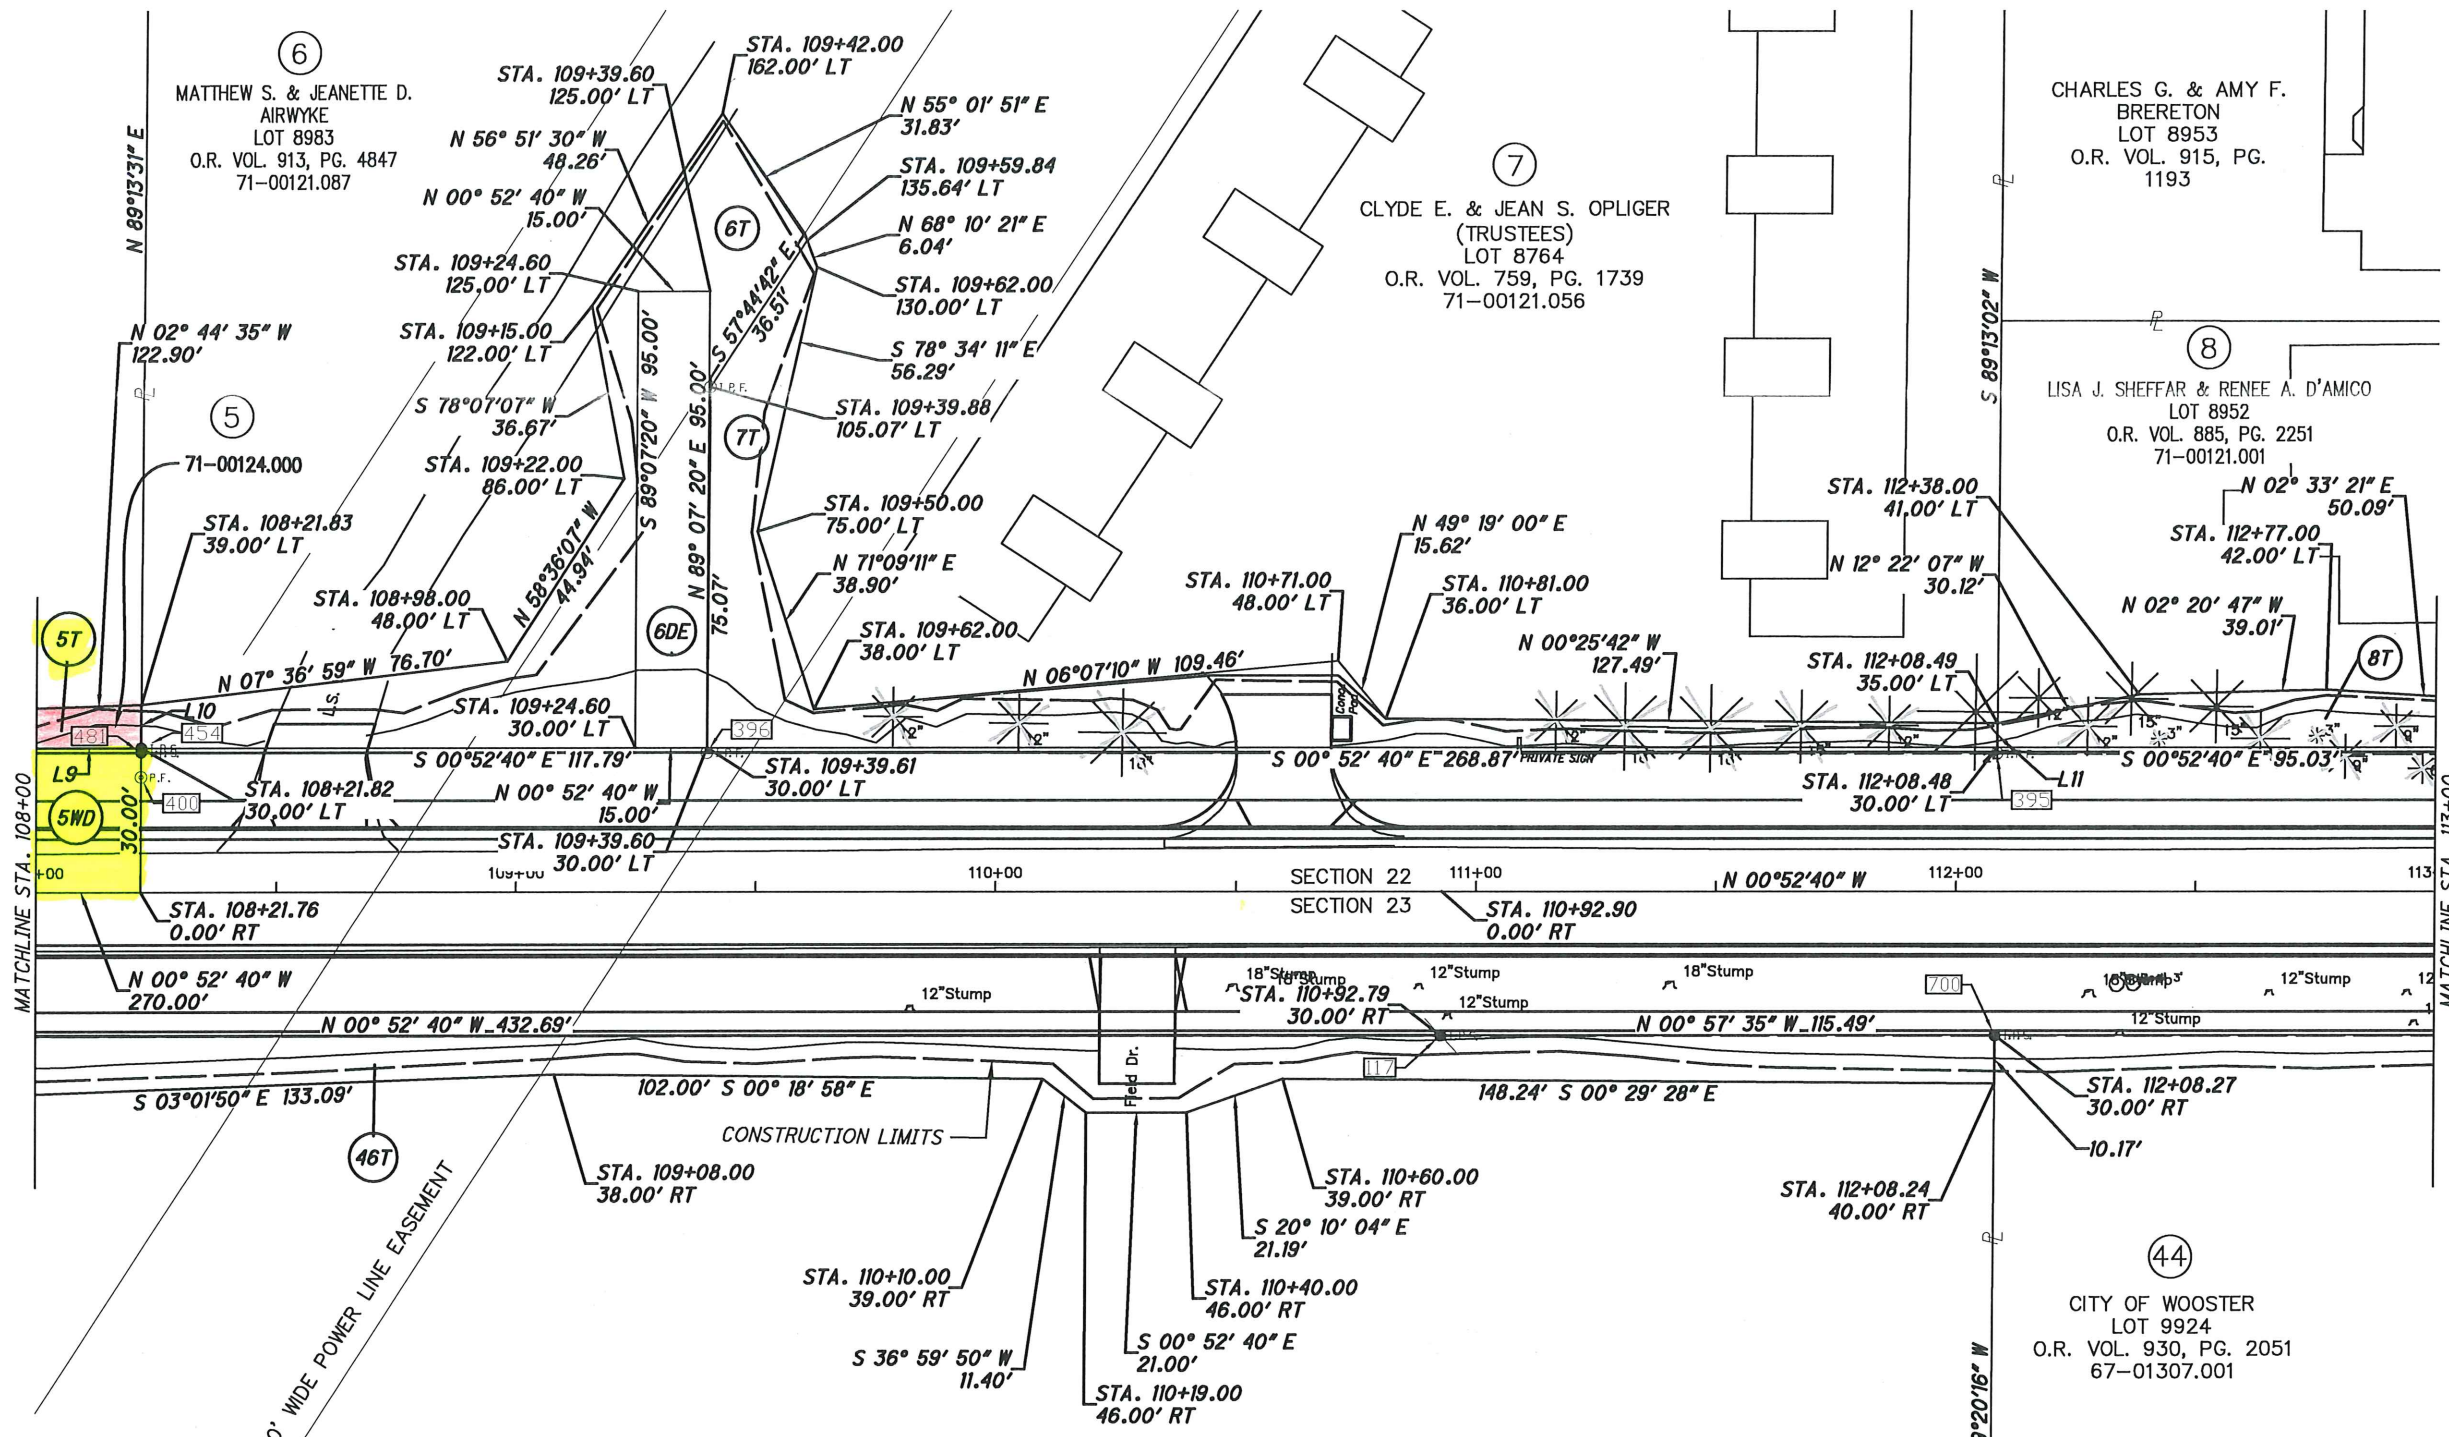 6
MATTHEW S. & JEANETTE D.
AIRWYKE
LOT 8983
O.R. VOL. 913, PG. 4847
71-00121.087
N 89°13'31" E
STA. 109+42.00
162.00' LT
STA. 109+39.60
125.00' LT
N 56° 51' 30" W
48.26'
N 00° 52' 40" W
15.00'
STA. 109+24.60
125.00' LT
STA. 109+15.00
122.00' LT
S 78°07'07" W
36.67'
STA. 109+22.00
86.00' LT
N 58°36'07" W
44.94'
S 89°07'20" W 95.00'
N 89° 07' 20" E 95.00'
75.07'
S 57°44'42" E
36.51'
6T
7T
6DE
I.P.F.
N 55° 01' 51" E
31.83'
STA. 109+59.84
135.64' LT
N 68° 10' 21" E
6.04'
STA. 109+62.00
130.00' LT
S 78° 34' 11" E
56.29'
STA. 109+39.88
105.07' LT
STA. 109+50.00
75.00' LT
N 71°09'11" E
38.90'
STA. 109+62.00
38.00' LT
7
CLYDE E. & JEAN S. OPLIGER
(TRUSTEES)
LOT 8764
O.R. VOL. 759, PG. 1739
71-00121.056
CHARLES G. & AMY F.
BRERETON
LOT 8953
O.R. VOL. 915, PG.
1193
S 89°13'02" W
8
LISA J. SHEFFAR & RENEE A. D'AMICO
LOT 8952
O.R. VOL. 885, PG. 2251
71-00121.001
N 02° 44' 35" W
122.90'
5
71-00124.000
STA. 108+21.83
39.00' LT
STA. 108+98.00
48.00' LT
N 07° 36' 59" W 76.70'
5T
L10
L.S.
481
454
L9
P.F.
400
5WD
30.00'
STA. 108+21.82
30.00' LT
STA. 109+24.60
30.00' LT
S 00°52'40" E 117.79'
N 00° 52' 40" W
15.00'
STA. 109+39.60
30.00' LT
396
STA. 109+39.61
30.00' LT
N 06°07'10" W 109.46'
STA. 110+71.00
48.00' LT
N 49° 19' 00" E
15.62'
STA. 110+81.00
36.00' LT
Conc
Pad
N 00°25'42" W
127.49'
S 00° 52' 40" E 268.87'
PRIVATE SIGN
STA. 112+38.00
41.00' LT
N 12° 22' 07" W
30.12'
STA. 112+08.49
35.00' LT
STA. 112+08.48
30.00' LT
L11
395
N 02° 33' 21" E
50.09'
STA. 112+77.00
42.00' LT
N 02° 20' 47" W
39.01'
8T
S 00°52'40" E 95.03'
12"
12"
12"
15"
MATCHLINE STA. 108+00
+00
109+00
110+00
SECTION 22
111+00
N 00°52'40" W
112+00
113
SECTION 23
MATCHLINE STA. 113+00
STA. 108+21.76
0.00' RT
STA. 110+92.90
0.00' RT
N 00° 52' 40" W
270.00'
12"Stump
18"Stump
12"Stump
12"Stump
18"Stump
12"Stump
12"Stump
12
STA. 110+92.79
30.00' RT
700
N 00° 52' 40" W 432.69'
N 00° 57' 35" W 115.49'
117
Field Dr.
S 03°01'50" E 133.09'
102.00' S 00° 18' 58" E
148.24' S 00° 29' 28" E
CONSTRUCTION LIMITS
46T
STA. 109+08.00
38.00' RT
STA. 110+60.00
39.00' RT
S 20° 10' 04" E
21.19'
STA. 110+10.00
39.00' RT
STA. 110+40.00
46.00' RT
S 36° 59' 50" W
11.40'
S 00° 52' 40" E
21.00'
STA. 110+19.00
46.00' RT
STA. 112+08.27
30.00' RT
10.17'
STA. 112+08.24
40.00' RT
44
CITY OF WOOSTER
LOT 9924
O.R. VOL. 930, PG. 2051
67-01307.001
9°20'16" W
0' WIDE POWER LINE EASEMENT